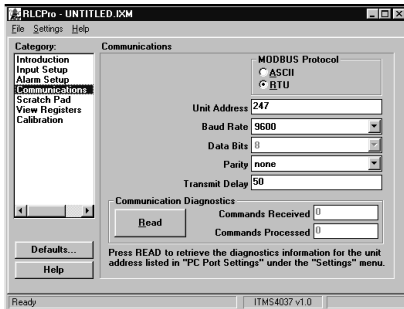 RLCPro - UNTITLED.IXM
File Settings Help
Category:
Introduction
Input Setup
Alarm Setup
Communications
Scratch Pad
View Registers
Calibration
Defaults...
Help
Communications
MODBUS Protocol
ASCII
RTU
Unit Address 247
Baud Rate 9600
Data Bits 8
Parity none
Transmit Delay 50
Communication Diagnostics
Read
Commands Received 0
Commands Processed 0
Press READ to retrieve the diagnostics information for the unit
address listed in "PC Port Settings" under the "Settings" menu.
Ready ITMS4037 v1.0